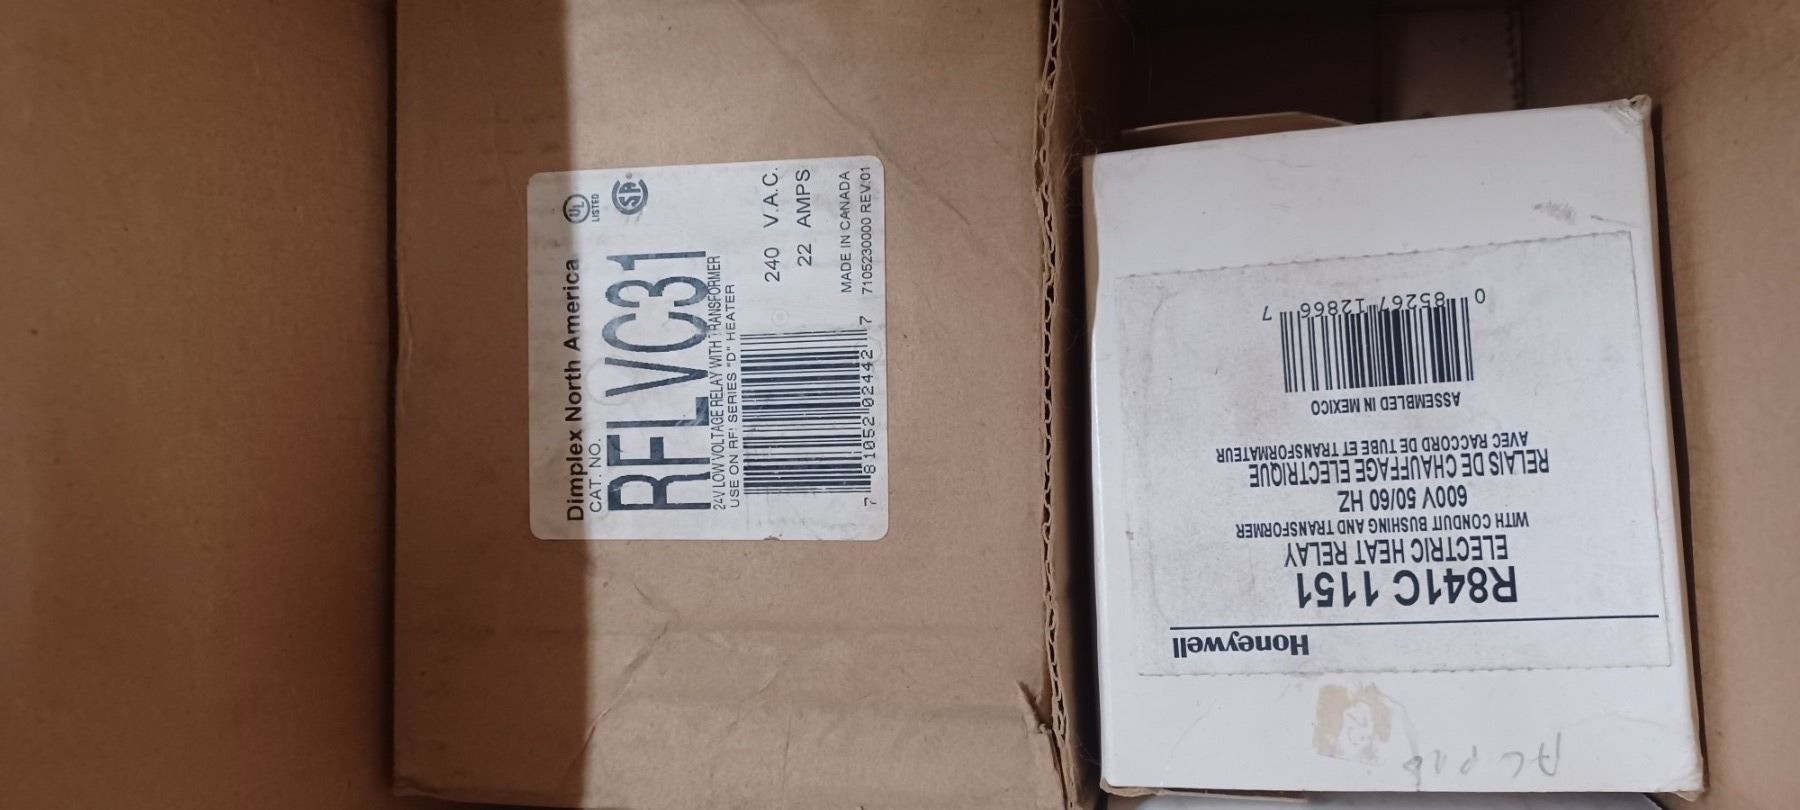 Dimplex North America
UL
LISTED
CAT. NO.
RFLVC31
24V LOW VOLTAGE RELAY WITH TRANSFORMER
USE ON RFI SERIES "D" HEATER
240 V.A.C.
22 AMPS
MADE IN CANADA
7105230000 REV.01
7 81052 02442 7
Honeywell
R841C 1151
ELECTRIC HEAT RELAY
WITH CONDUIT BUSHING AND TRANSFORMER
600V 50/60 HZ
RELAIS DE CHAUFFAGE ELECTRIQUE
AVEC RACCORD DE TUBE ET TRANSFORMATEUR
ASSEMBLED IN MEXICO
0 85267 12866 7